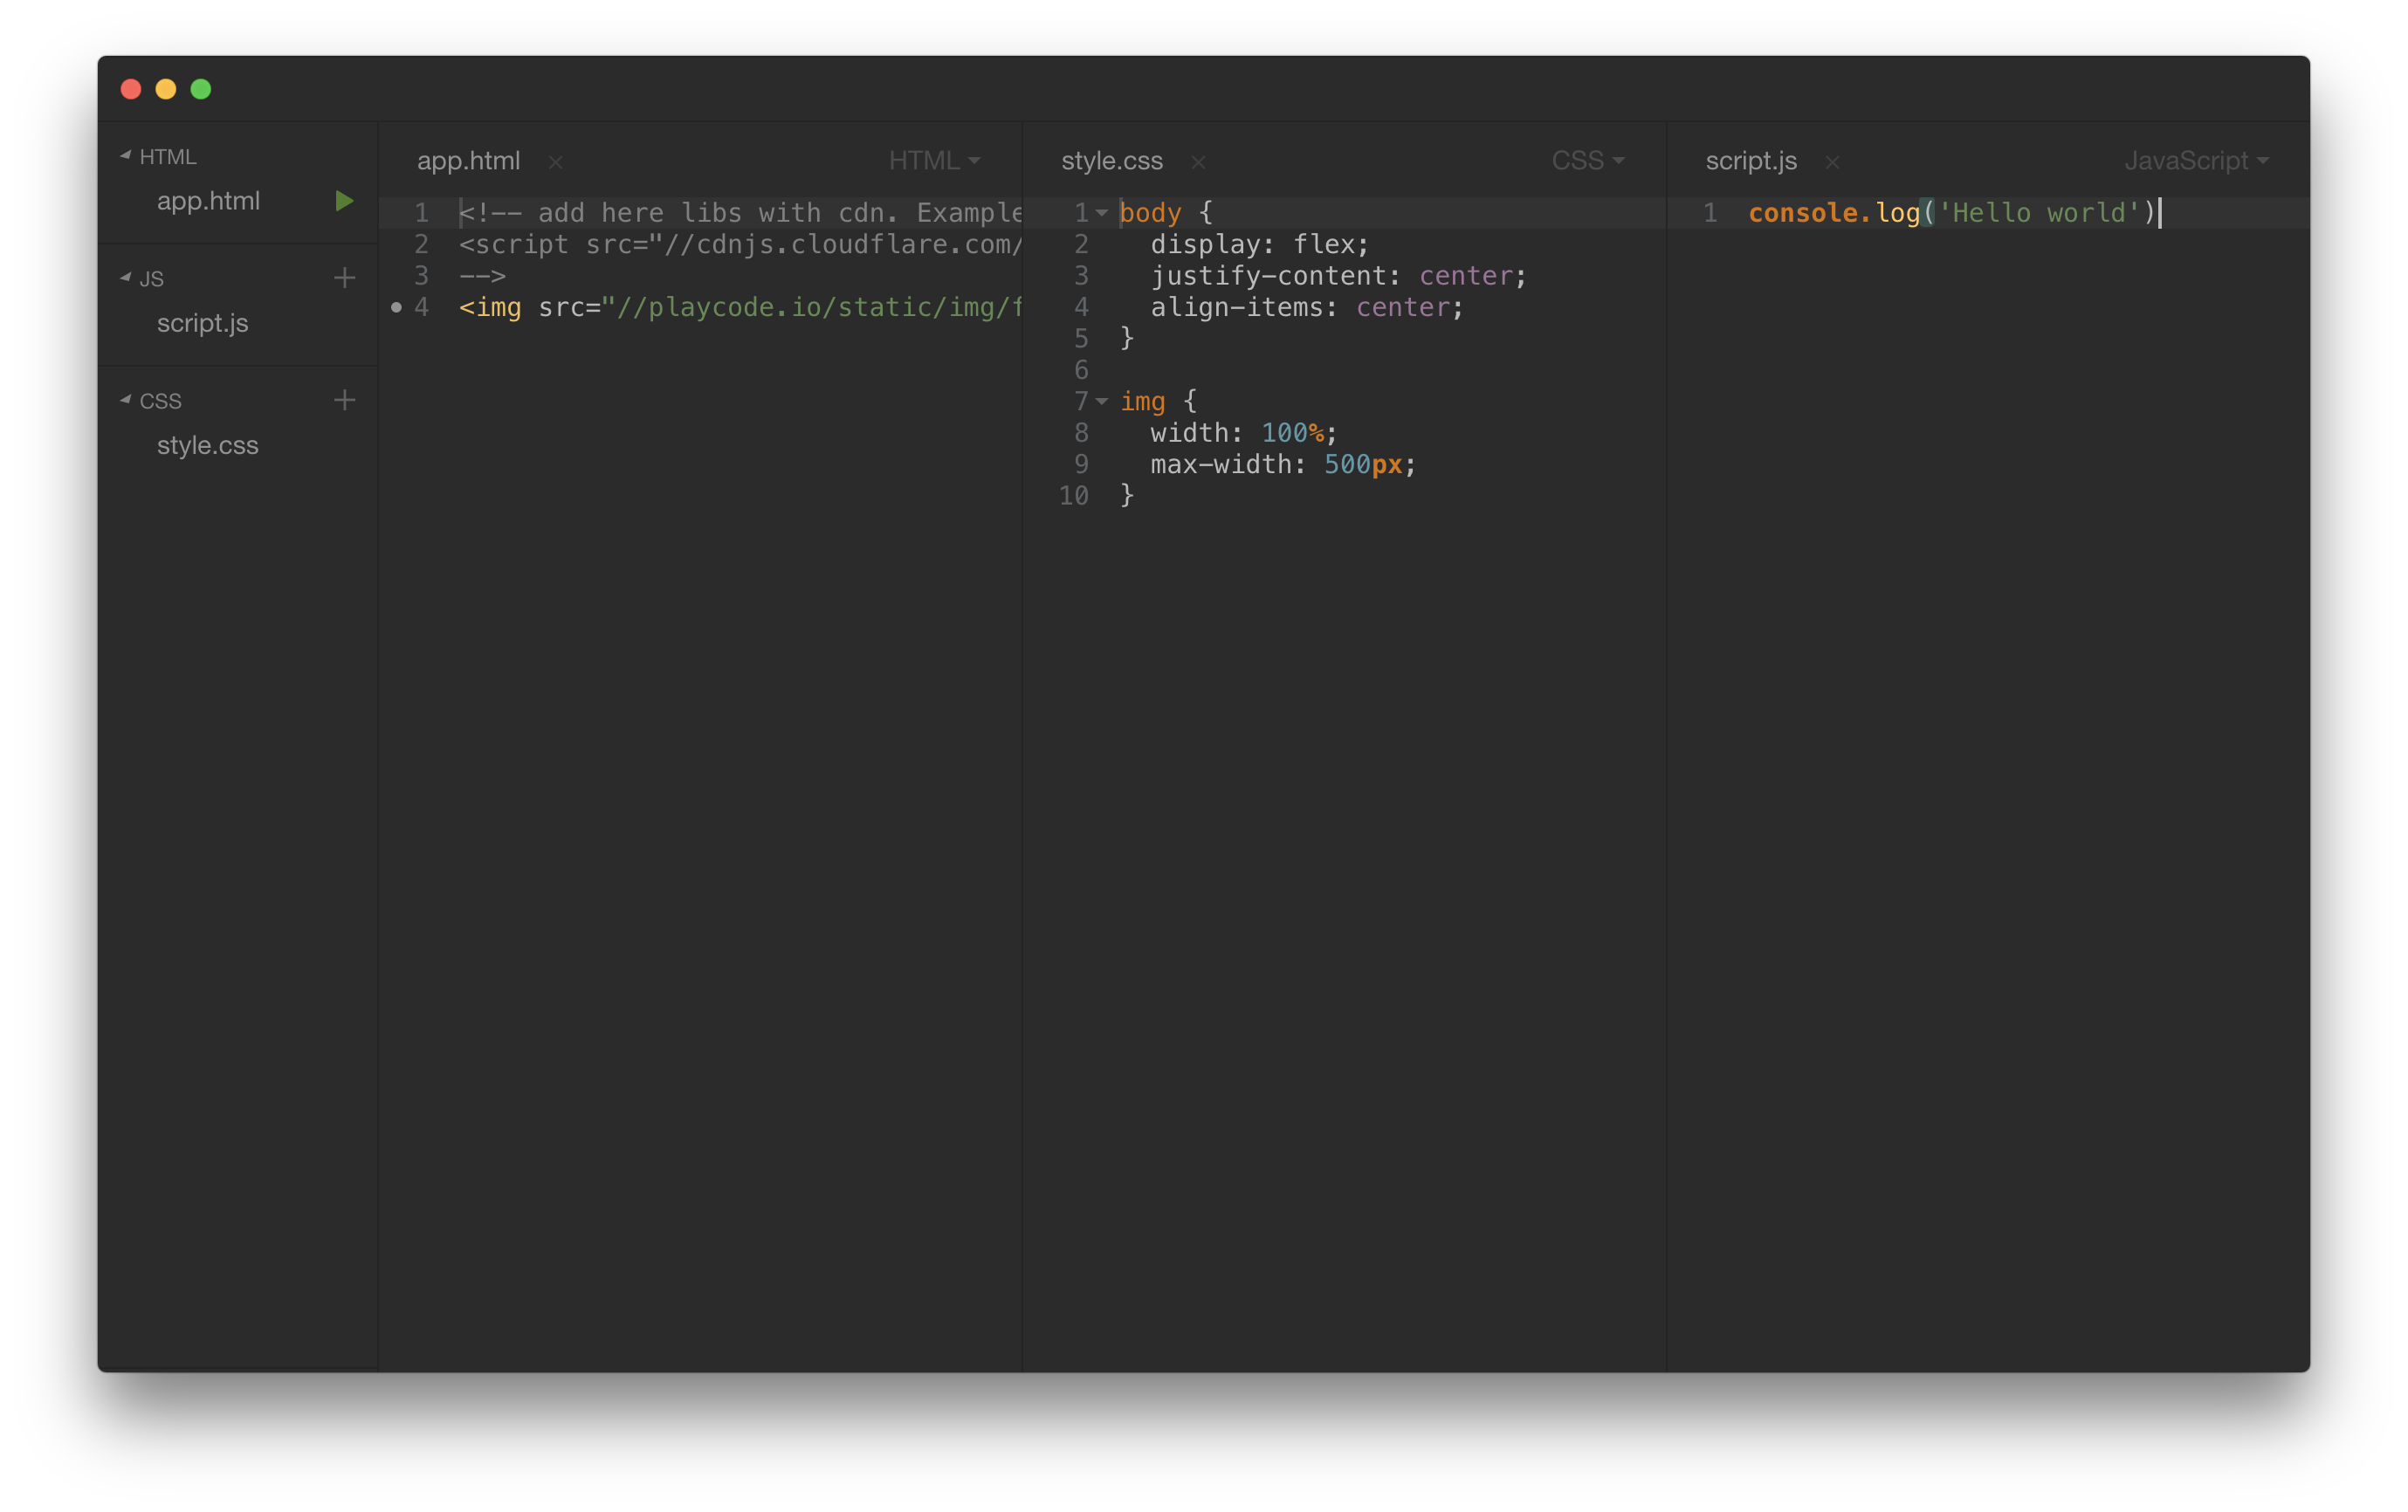 HTML
app.html
JS
script.js
CSS
style.css
app.html HTML
1 <!-- add here libs with cdn. Example
2 <script src="//cdnjs.cloudflare.com/
3 -->
4 <img src="//playcode.io/static/img/f
style.css CSS
1 body {
2 display: flex;
3 justify-content: center;
4 align-items: center;
5 }
6
7 img {
8 width: 100%;
9 max-width: 500px;
10 }
script.js JavaScript
1 console.log('Hello world')